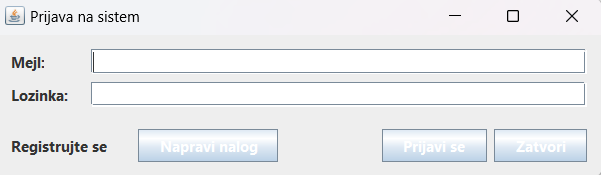 Prijava na sistem
Mejl:
Lozinka:
Registrujte se Napravi nalog Prijavi se Zatvori